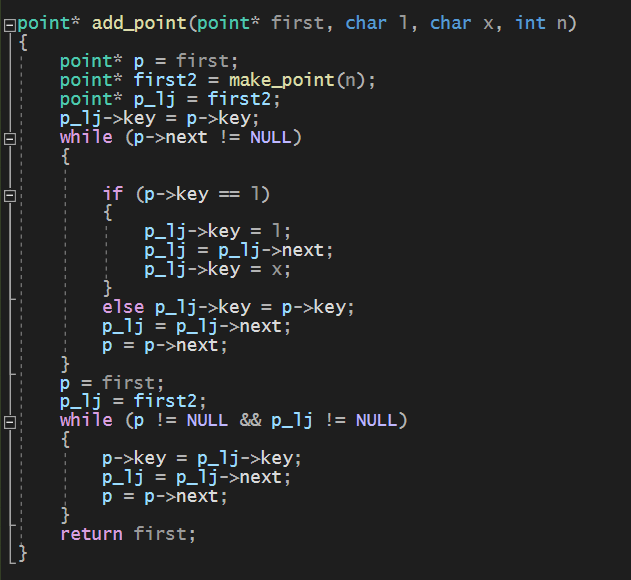 point* add_point(point* first, char l, char x, int n)
{
point* p = first;
point* first2 = make_point(n);
point* p_lj = first2;
p_lj->key = p->key;
while (p->next != NULL)
{
if (p->key == l)
{
p_lj->key = l;
p_lj = p_lj->next;
p_lj->key = x;
}
else p_lj->key = p->key;
p_lj = p_lj->next;
p = p->next;
}
p = first;
p_lj = first2;
while (p != NULL && p_lj != NULL)
{
p->key = p_lj->key;
p_lj = p_lj->next;
p = p->next;
}
return first;
}